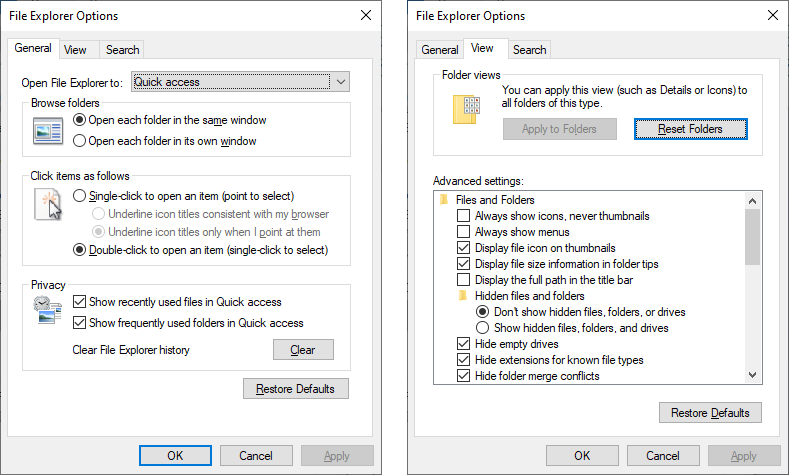 File Explorer Options
General View Search
Open File Explorer to: Quick access
Browse folders
Open each folder in the same window
Open each folder in its own window
Click items as follows
Single-click to open an item (point to select)
Underline icon titles consistent with my browser
Underline icon titles only when I point at them
Double-click to open an item (single-click to select)
Privacy
Show recently used files in Quick access
Show frequently used folders in Quick access
Clear File Explorer history Clear
Restore Defaults
OK Cancel Apply
File Explorer Options
General View Search
Folder views
You can apply this view (such as Details or Icons) to
all folders of this type.
Apply to Folders Reset Folders
Advanced settings:
Files and Folders
Always show icons, never thumbnails
Always show menus
Display file icon on thumbnails
Display file size information in folder tips
Display the full path in the title bar
Hidden files and folders
Don't show hidden files, folders, or drives
Show hidden files, folders, and drives
Hide empty drives
Hide extensions for known file types
Hide folder merge conflicts
Restore Defaults
OK Cancel Apply